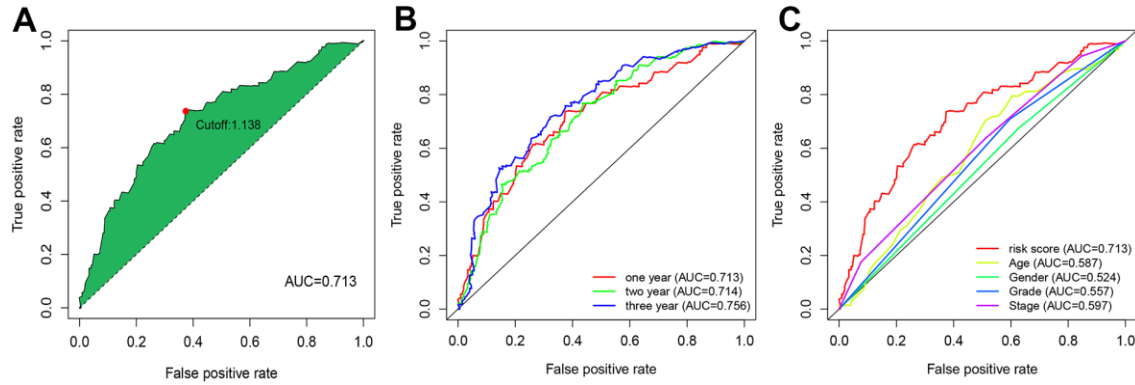 A
True positive rate
1.0
0.8
0.6
0.4
0.2
0.0
Cutoff:1.138
AUC=0.713
0.0 0.2 0.4 0.6 0.8 1.0
False positive rate
B
True positive rate
1.0
0.8
0.6
0.4
0.2
0.0
one year (AUC=0.713)
two year (AUC=0.714)
three year (AUC=0.756)
0.0 0.2 0.4 0.6 0.8 1.0
False positive rate
C
True positive rate
1.0
0.8
0.6
0.4
0.2
0.0
risk score (AUC=0.713)
Age (AUC=0.587)
Gender (AUC=0.524)
Grade (AUC=0.557)
Stage (AUC=0.597)
0.0 0.2 0.4 0.6 0.8 1.0
False positive rate